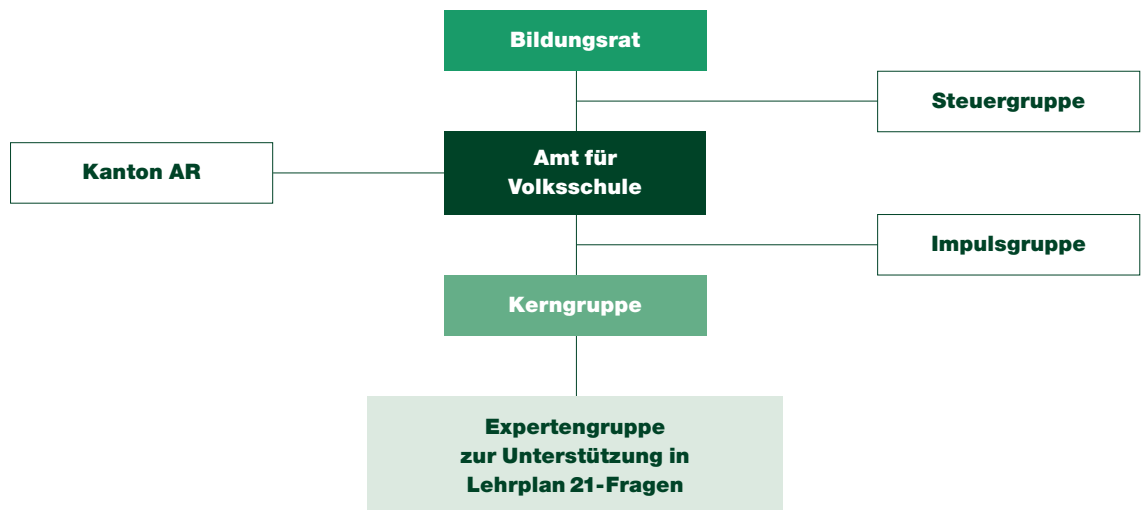 Bildungsrat
Steuergruppe
Kanton AR
Amt für
Volksschule
Impulsgruppe
Kerngruppe
Expertengruppe
zur Unterstützung in
Lehrplan 21-Fragen